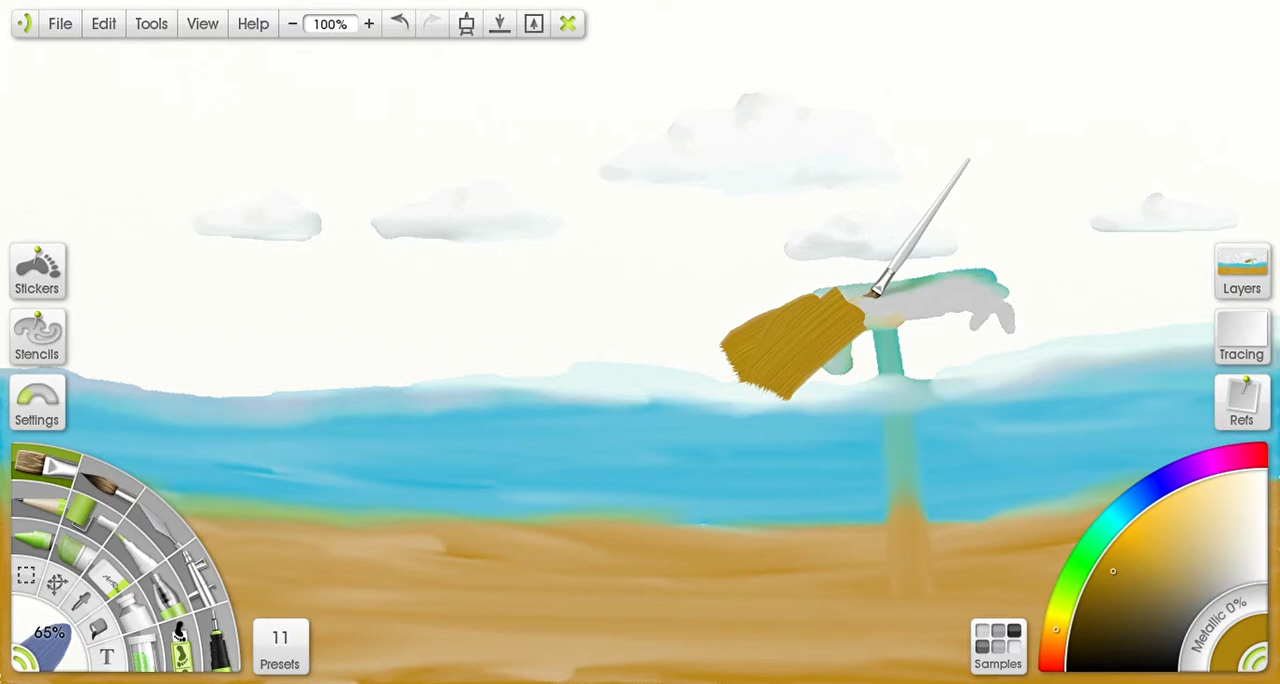 File Edit Tools View Help − 100% +
Stickers
Layers
Stencils
Tracing
Settings
Refs
65%
T
11
Presets
Samples
Metallic 0%